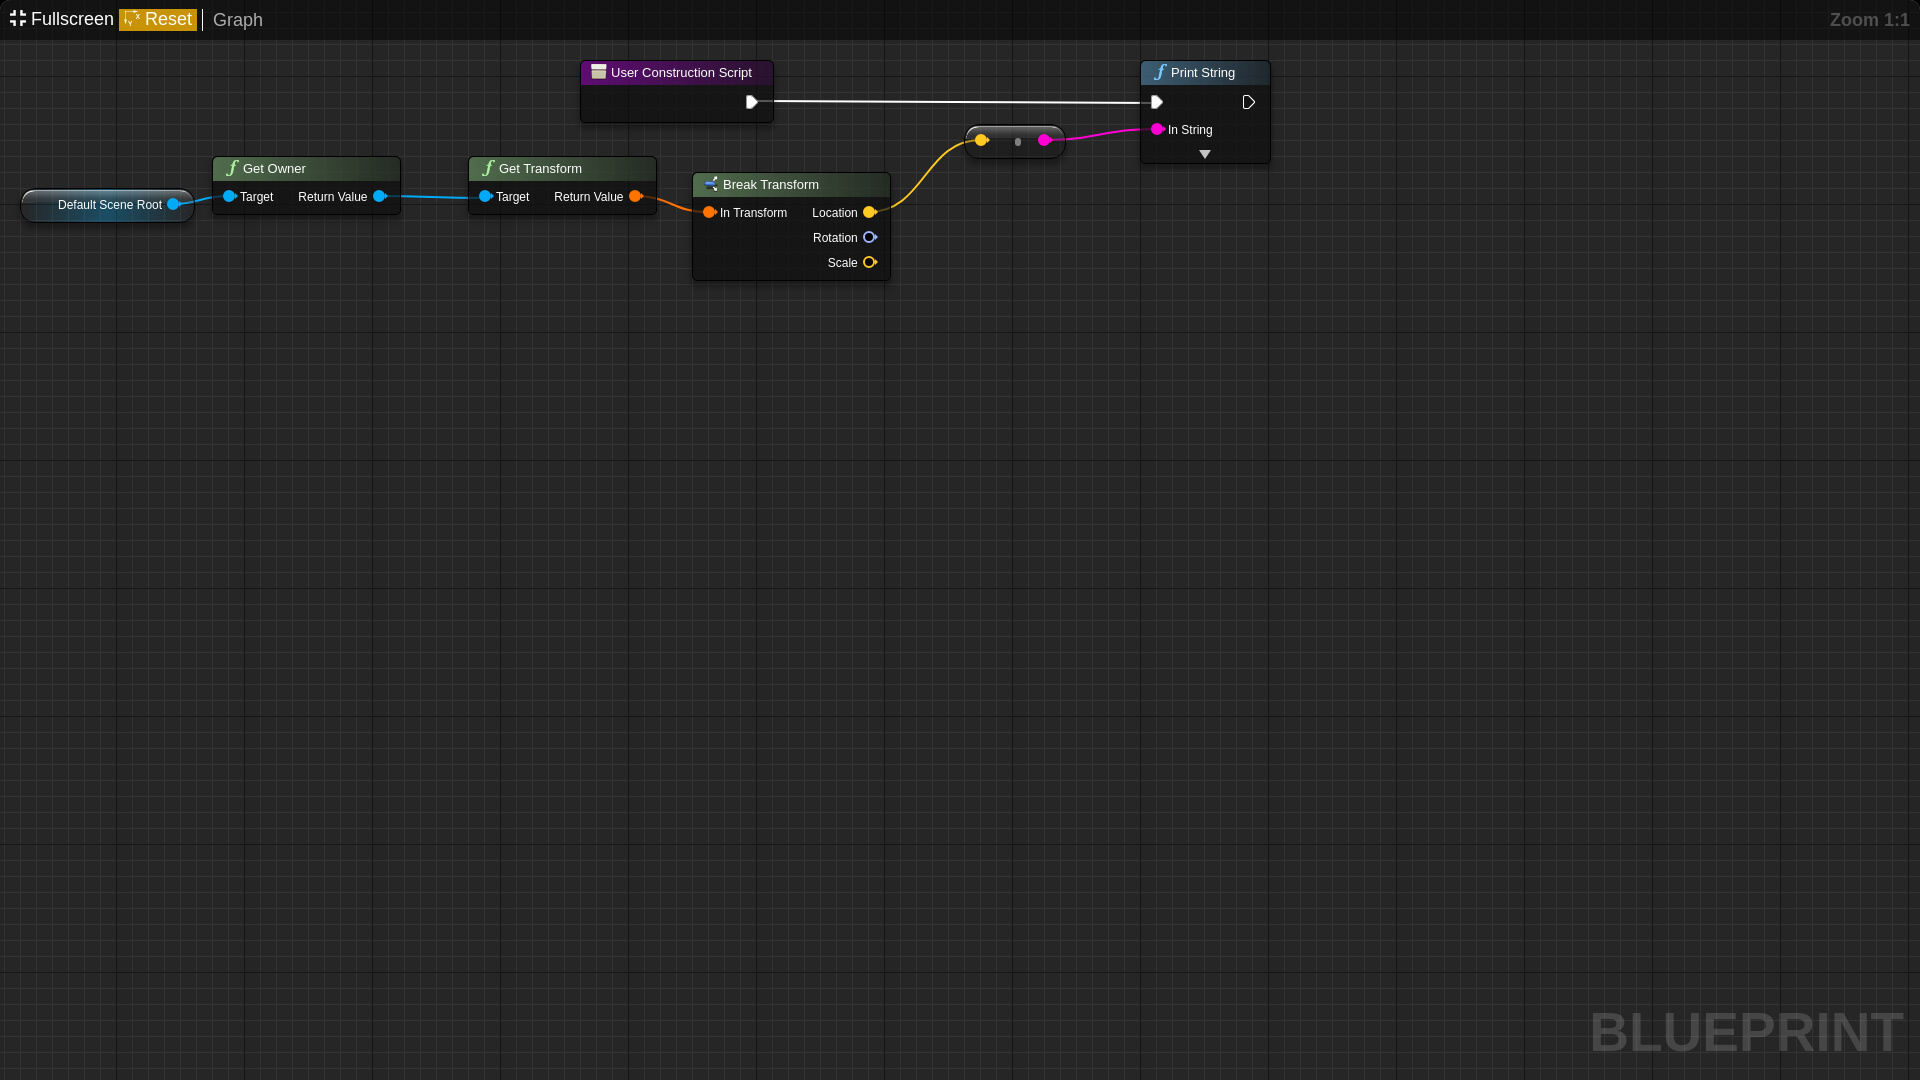 Fullscreen Reset Graph
Zoom 1:1
User Construction Script
Print String
In String
Get Owner
Target Return Value
Get Transform
Target Return Value
Default Scene Root
Break Transform
In Transform Location
Rotation
Scale
BLUEPRINT